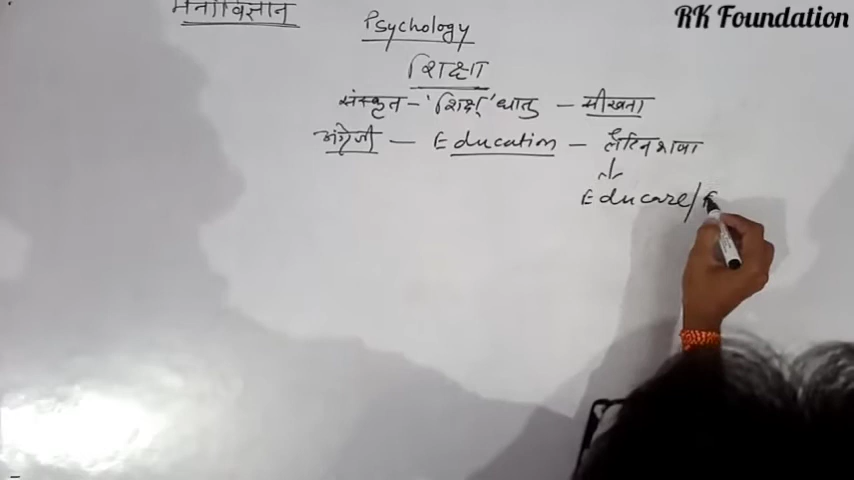 RK Foundation
मनोविज्ञान
Psychology
शिक्षा
संस्कृत - 'शिक्ष्' धातु - सीखना
अंग्रेजी - Education - लैटिन भाषा
Educare/